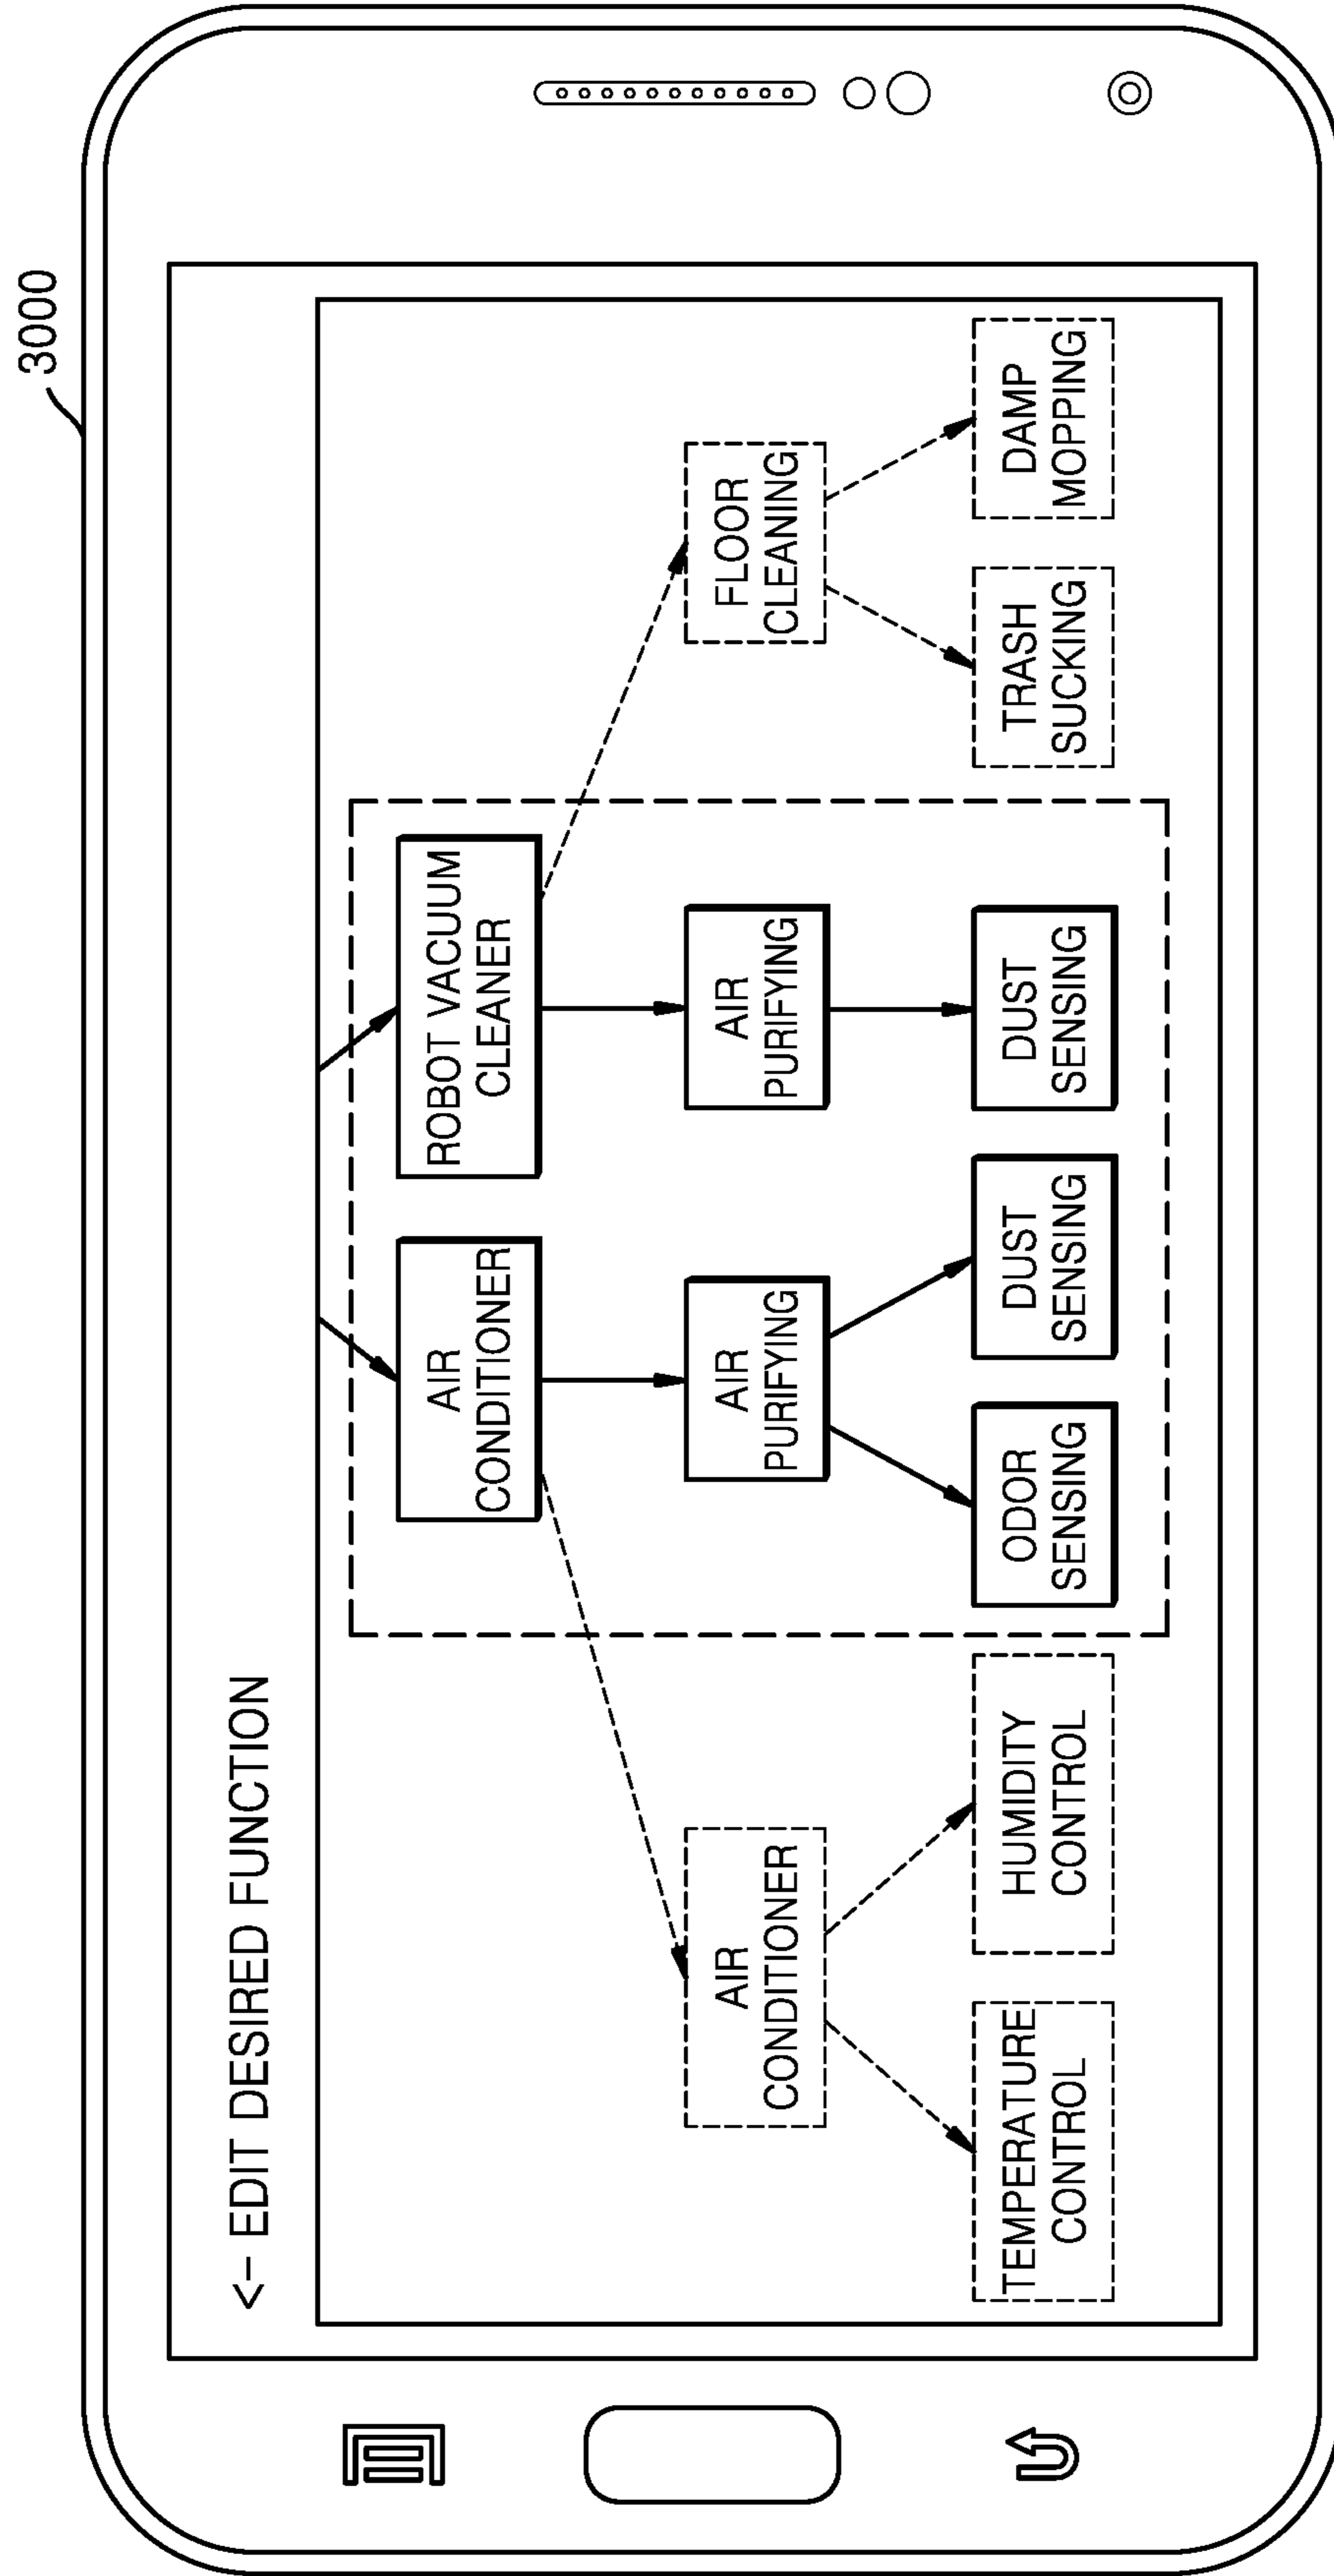 3000
<- EDIT DESIRED FUNCTION
AIR
CONDITIONER
ROBOT VACUUM
CLEANER
AIR
CONDITIONER
AIR
PURIFYING
AIR
PURIFYING
FLOOR
CLEANING
TEMPERATURE
CONTROL
HUMIDITY
CONTROL
ODOR
SENSING
DUST
SENSING
DUST
SENSING
TRASH
SUCKING
DAMP
MOPPING